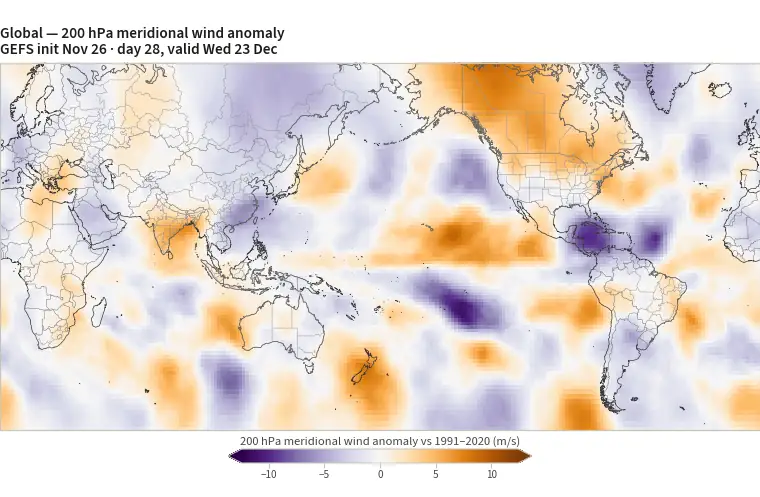 Global — 200 hPa meridional wind anomaly
GEFS init Nov 26 · day 28, valid Wed 23 Dec
200 hPa meridional wind anomaly vs 1991–2020 (m/s)
−10 −5 0 5 10